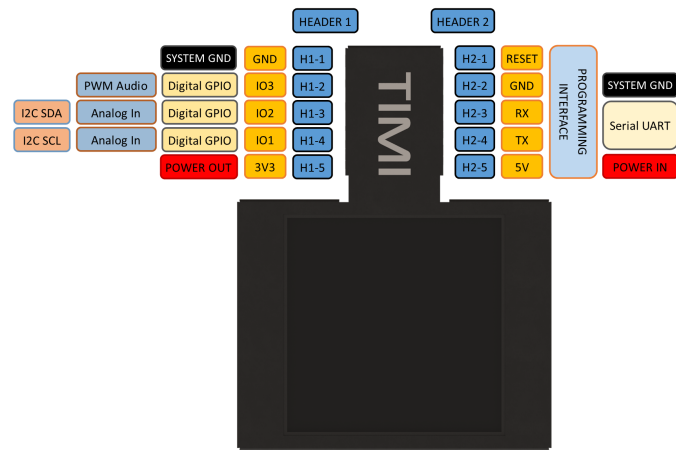 HEADER 1 HEADER 2
SYSTEM GND GND H1-1 H2-1 RESET
PWM Audio Digital GPIO IO3 H1-2 H2-2 GND SYSTEM GND
I2C SDA Analog In Digital GPIO IO2 H1-3 H2-3 RX
I2C SCL Analog In Digital GPIO IO1 H1-4 H2-4 TX
Serial UART
POWER OUT 3V3 H1-5 H2-5 5V POWER IN
PROGRAMMING
INTERFACE
TIMI